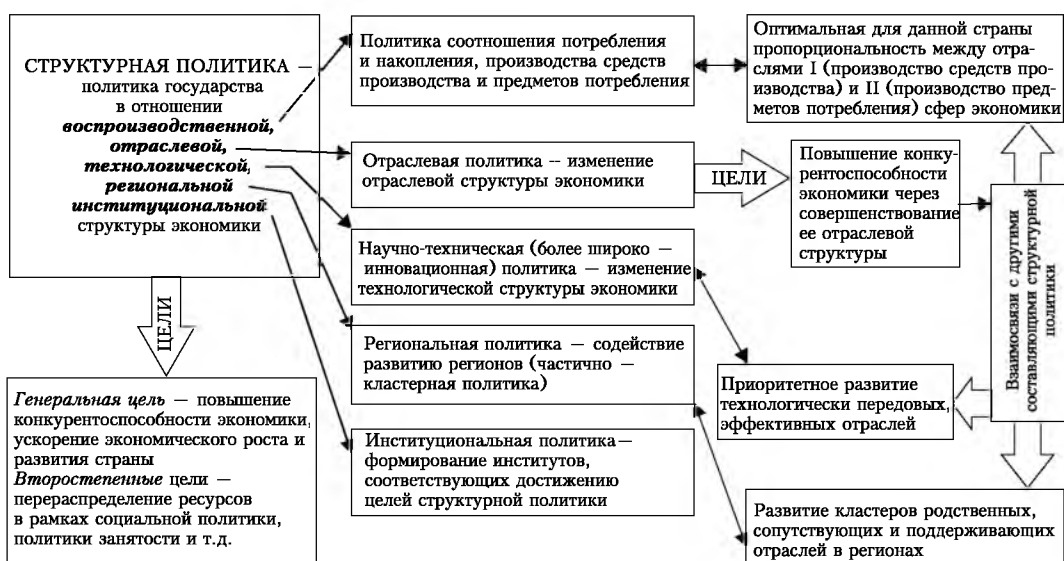 СТРУКТУРНАЯ ПОЛИТИКА —
политика государства
в отношении
воспроизводственной,
отраслевой,
технологической,
региональной
институциональной
структуры экономики
ЦЕЛИ
Генеральная цель — повышение
конкурентоспособности экономики,
ускорение экономического роста и
развития страны
Второстепенные цели —
перераспределение ресурсов
в рамках социальной политики,
политики занятости и т.д.
Политика соотношения потребления
и накопления, производства средств
производства и предметов потребления
Отраслевая политика — изменение
отраслевой структуры экономики
Научно-техническая (более широко —
инновационная) политика — изменение
технологической структуры экономики
Региональная политика — содействие
развитию регионов (частично —
кластерная политика)
Институциональная политика —
формирование институтов,
соответствующих достижению
целей структурной политики
ЦЕЛИ
Оптимальная для данной страны
пропорциональность между отра-
слями I (производство средств про-
изводства) и II (производство пред-
метов потребления) сфер экономики
Повышение конку-
рентоспособности
экономики через
совершенствование
ее отраслевой
структуры
Взаимосвязи с другими
составляющими структурной
политики
Приоритетное развитие
технологически передовых,
эффективных отраслей
Развитие кластеров родственных,
сопутствующих и поддерживающих
отраслей в регионах